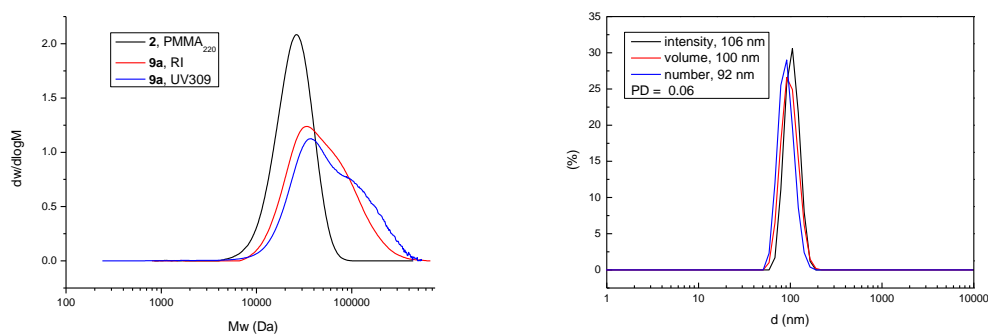 2, PMMA220
9a, RI
9a, UV309
dw/dlogM
2.0
1.5
1.0
0.5
0.0
100
1000
10000
100000
Mw (Da)
intensity, 106 nm
volume, 100 nm
number, 92 nm
PD = 0.06
(%)
35
30
25
20
15
10
5
0
1
10
100
1000
10000
d (nm)